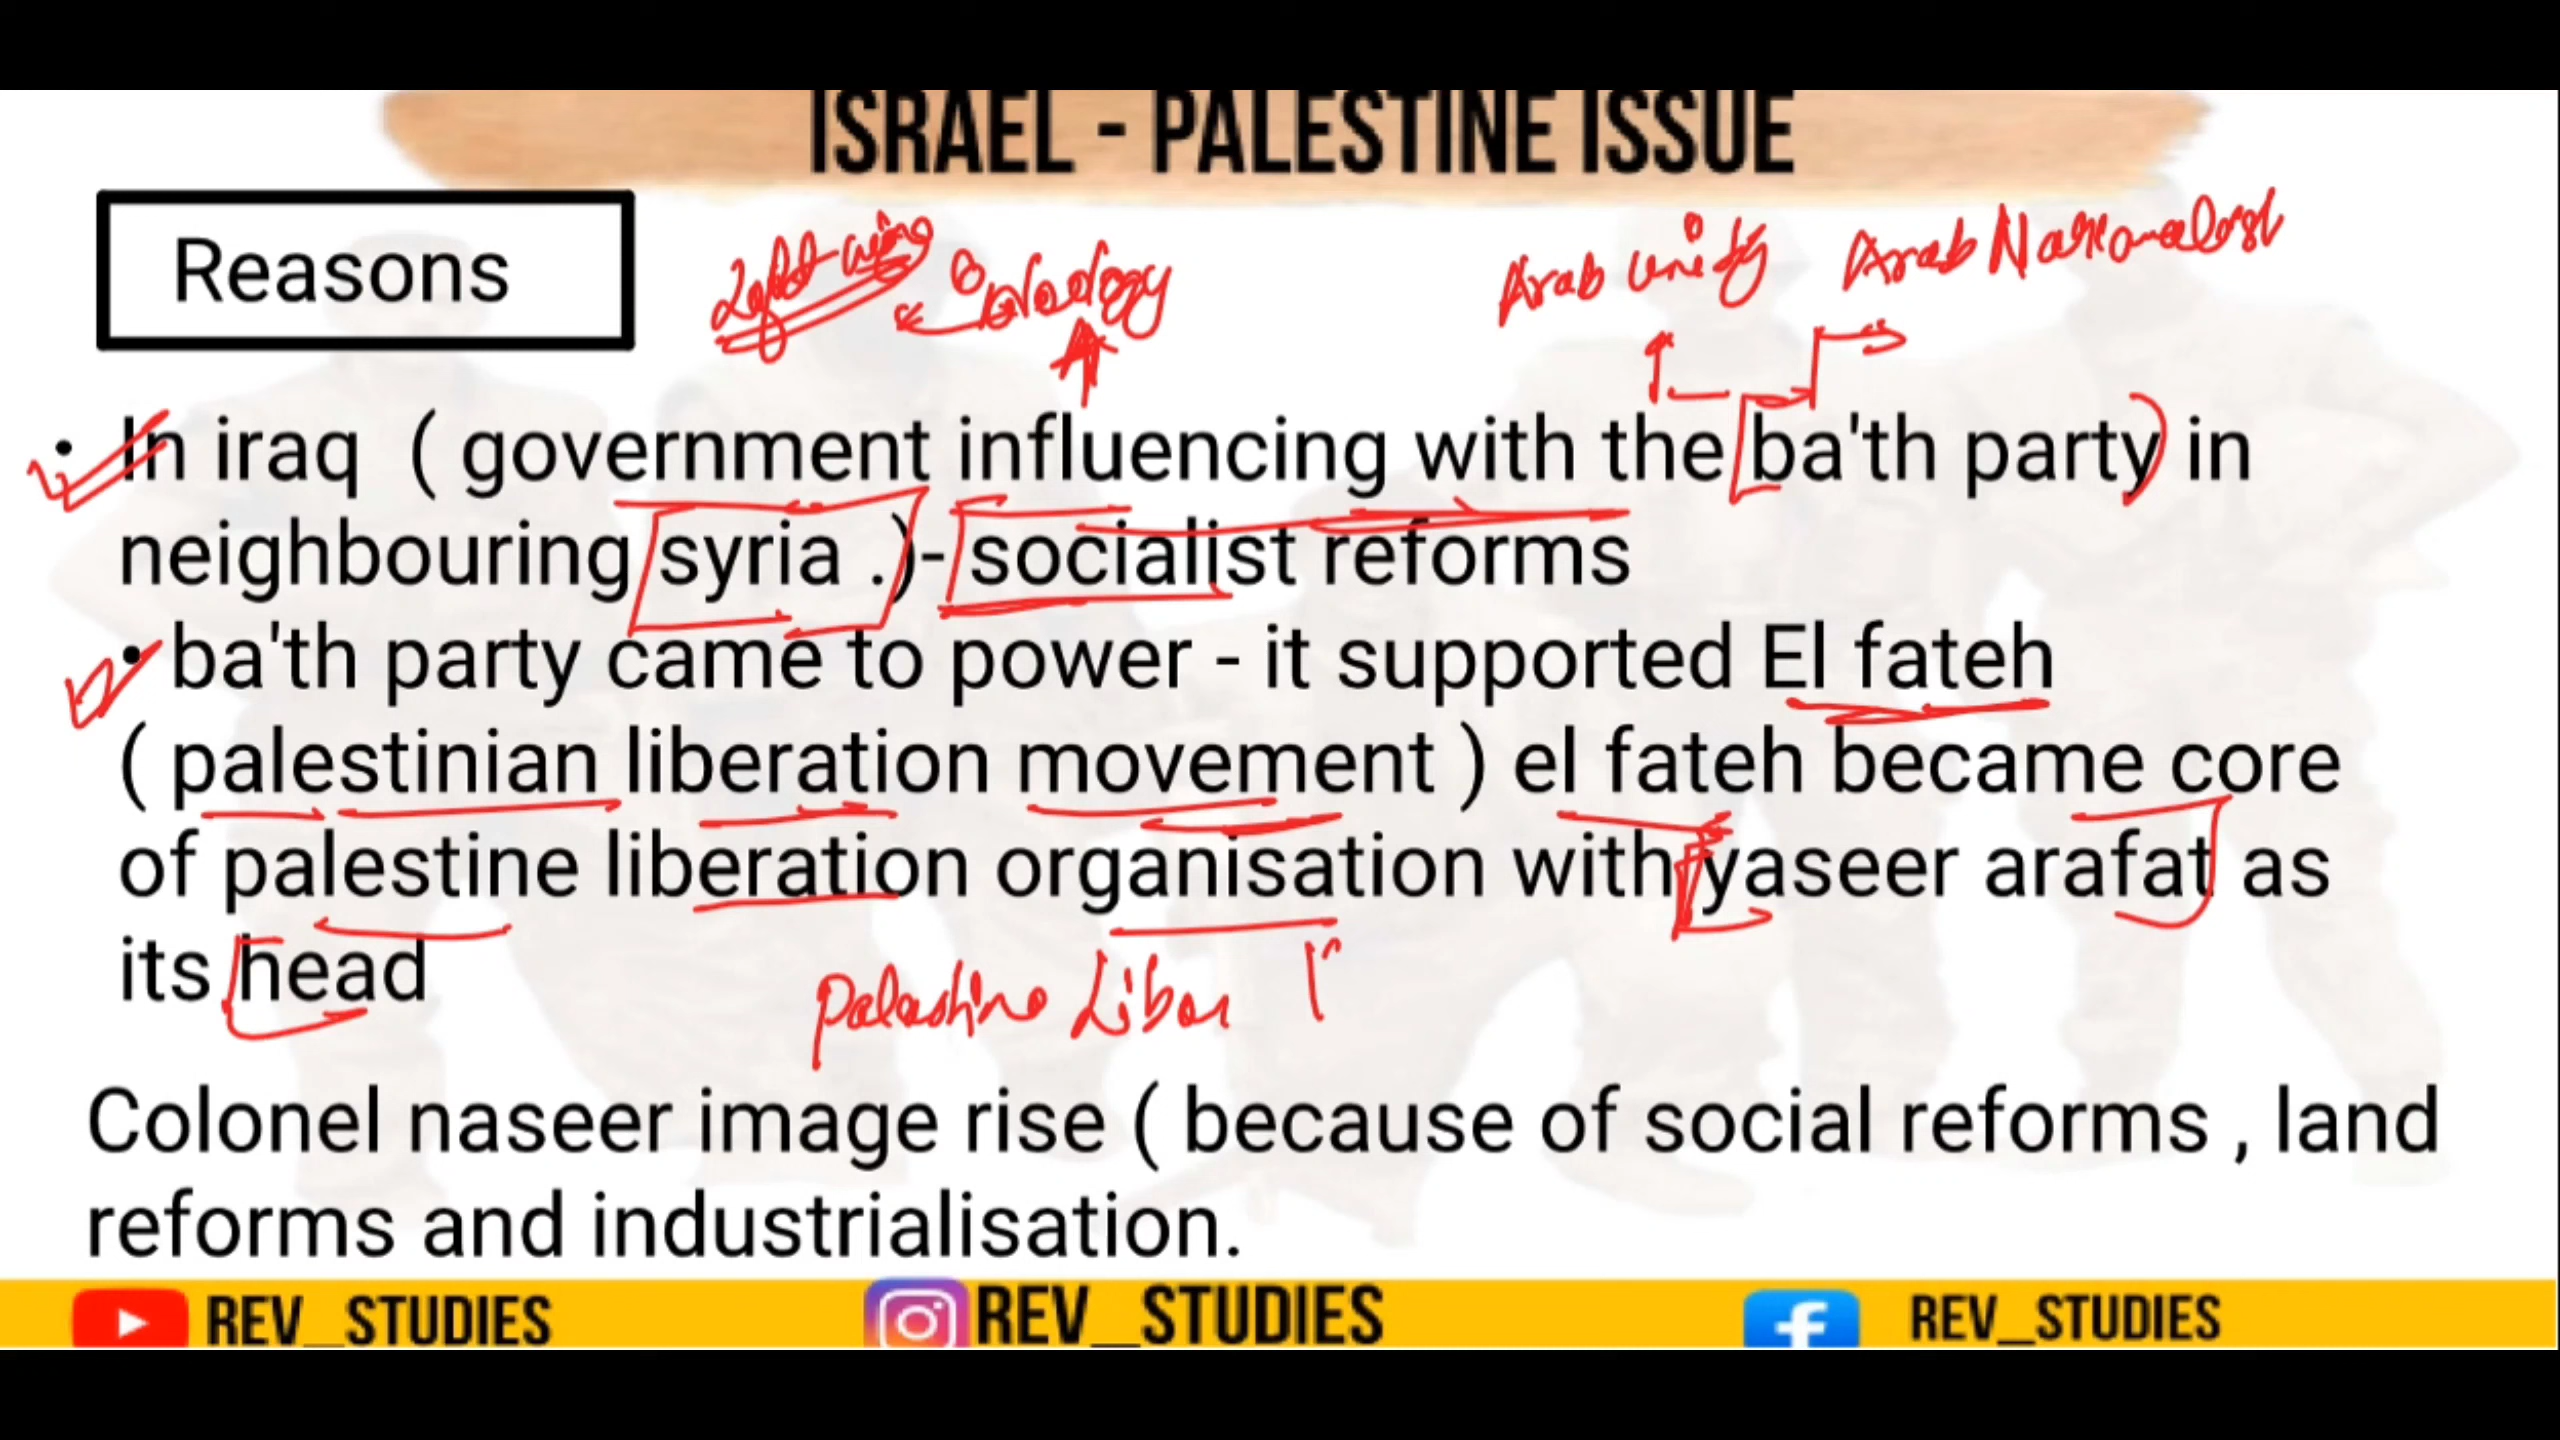 ISRAEL - PALESTINE ISSUE
Reasons
Left wing
Ideology
Arab unity
Arab Nationalist
• In iraq ( government influencing with the ba'th party in
neighbouring syria .)- socialist reforms
• ba'th party came to power - it supported El fateh
( palestinian liberation movement ) el fateh became core
of palestine liberation organisation with yaseer arafat as
its head
Palestine Liber
Colonel naseer image rise ( because of social reforms , land
reforms and industrialisation.
REV_STUDIES REV_STUDIES REV_STUDIES